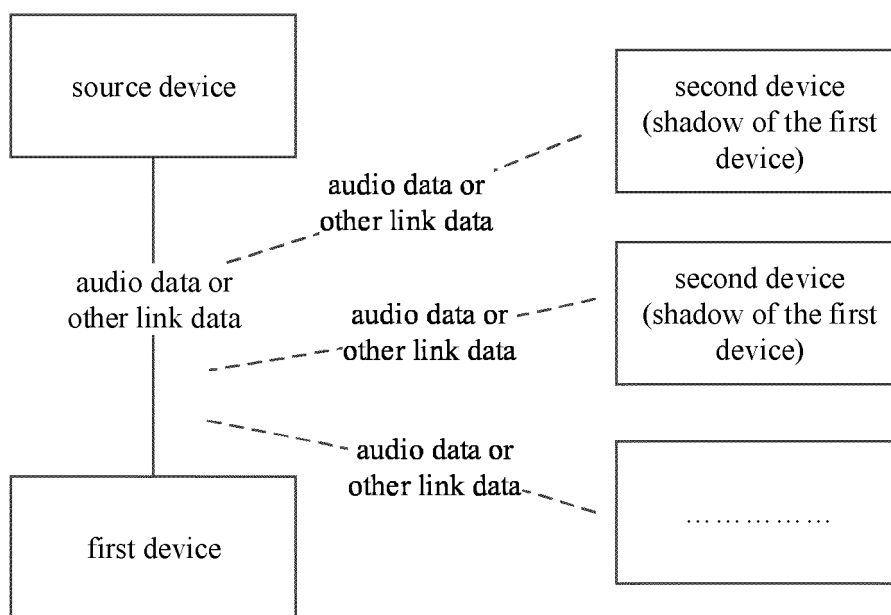 source device
second device
(shadow of the first
device)
audio data or
other link data
audio data or
other link data
second device
(shadow of the first
device)
audio data or
other link data
audio data or
other link data
first device
……………